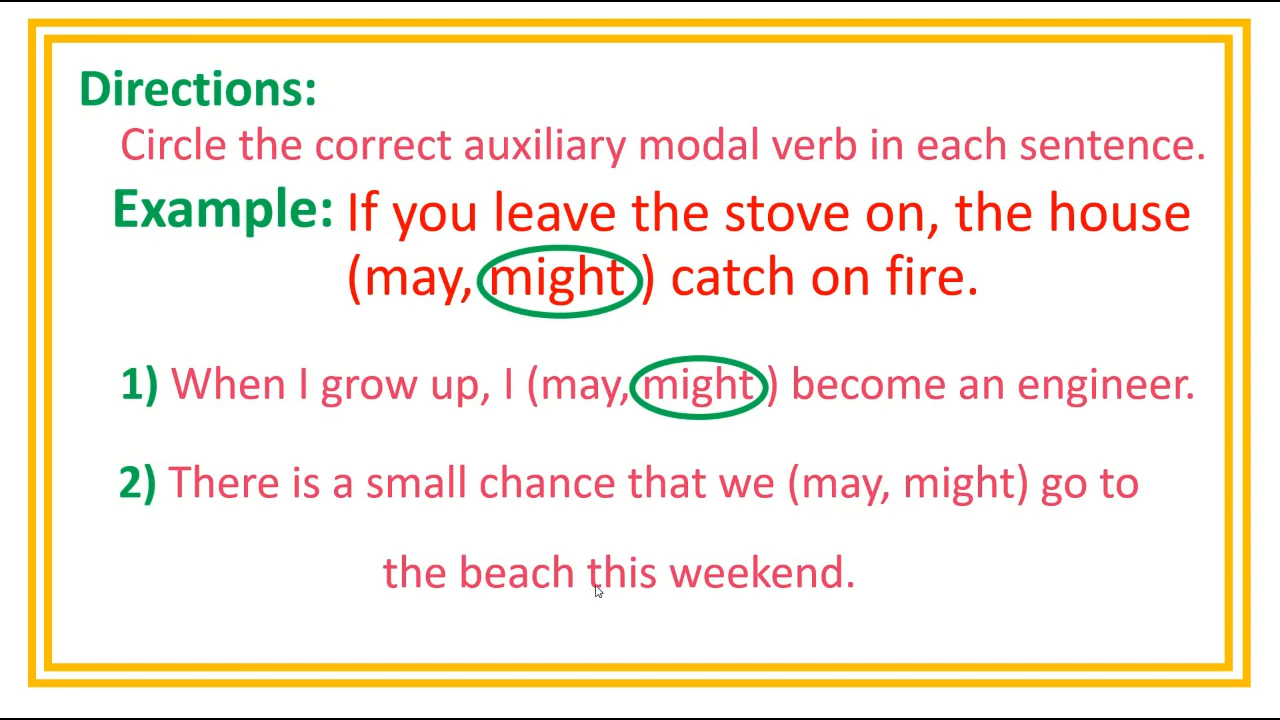 Directions:
Circle the correct auxiliary modal verb in each sentence.
Example: If you leave the stove on, the house
(may, might ) catch on fire.
1) When I grow up, I (may, might ) become an engineer.
2) There is a small chance that we (may, might) go to
the beach this weekend.